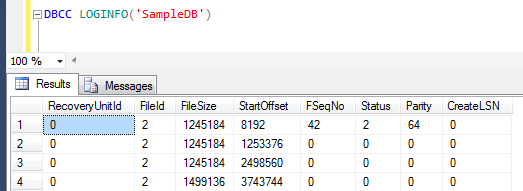 DBCC LOGINFO('SampleDB')
100 %
Results Messages
RecoveryUnitId FileId FileSize StartOffset FSeqNo Status Parity CreateLSN
1 0 2 1245184 8192 42 2 64 0
2 0 2 1245184 1253376 0 0 0 0
3 0 2 1245184 2498560 0 0 0 0
4 0 2 1499136 3743744 0 0 0 0